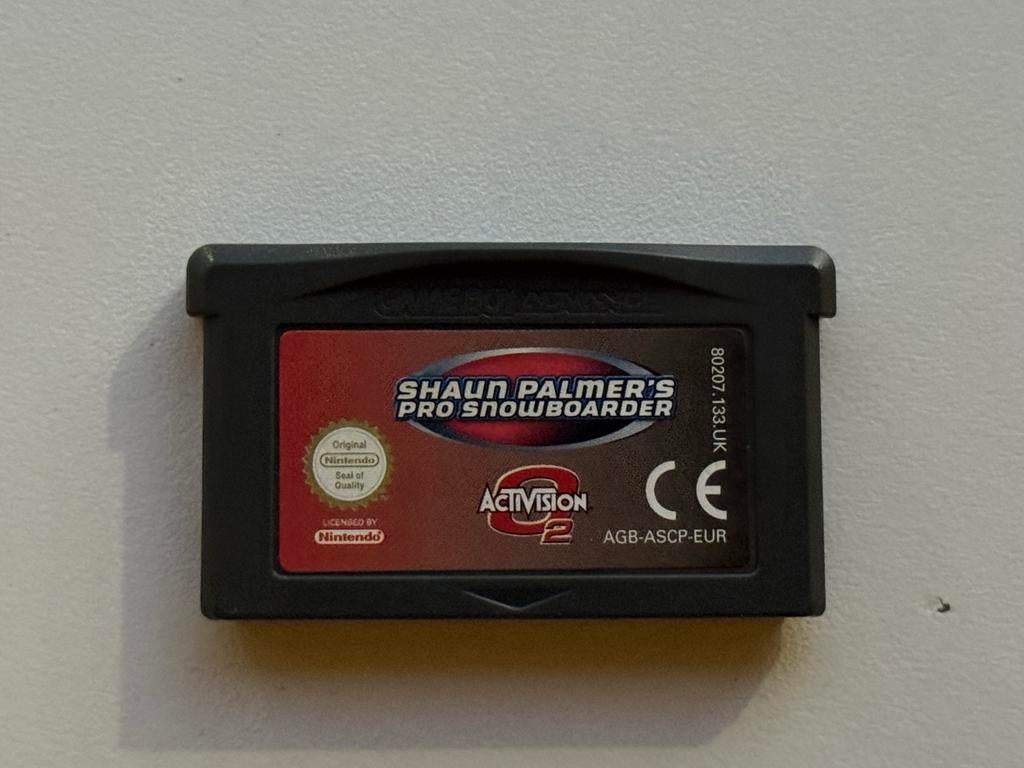 GAME BOY ADVANCE
SHAUN PALMER'S
PRO SNOWBOARDER
80207.133.UK
Original
Nintendo
Seal of
Quality
ACTIVISION
O2
CE
LICENSED BY
Nintendo
AGB-ASCP-EUR